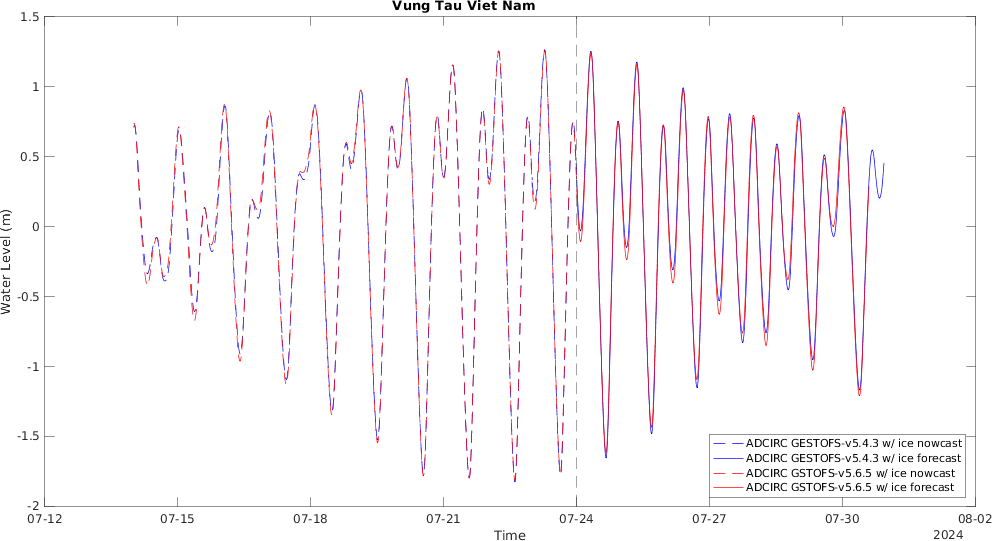 Vung Tau Viet Nam
1.5
1
0.5
0
-0.5
-1
-1.5
-2
Water Level (m)
07-12 07-15 07-18 07-21 07-24 07-27 07-30 08-02
Time
2024
ADCIRC GESTOFS-v5.4.3 w/ ice nowcast
ADCIRC GESTOFS-v5.4.3 w/ ice forecast
ADCIRC GSTOFS-v5.6.5 w/ ice nowcast
ADCIRC GSTOFS-v5.6.5 w/ ice forecast